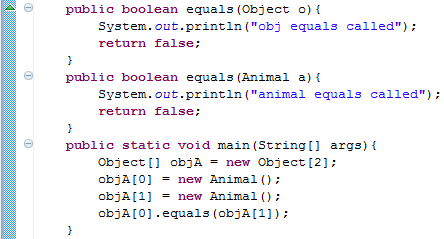 public boolean equals(Object o){
System.out.println("obj equals called");
return false;
}
public boolean equals(Animal a){
System.out.println("animal equals called");
return false;
}
public static void main(String[] args){
Object[] objA = new Object[2];
objA[0] = new Animal();
objA[1] = new Animal();
objA[0].equals(objA[1]);
}